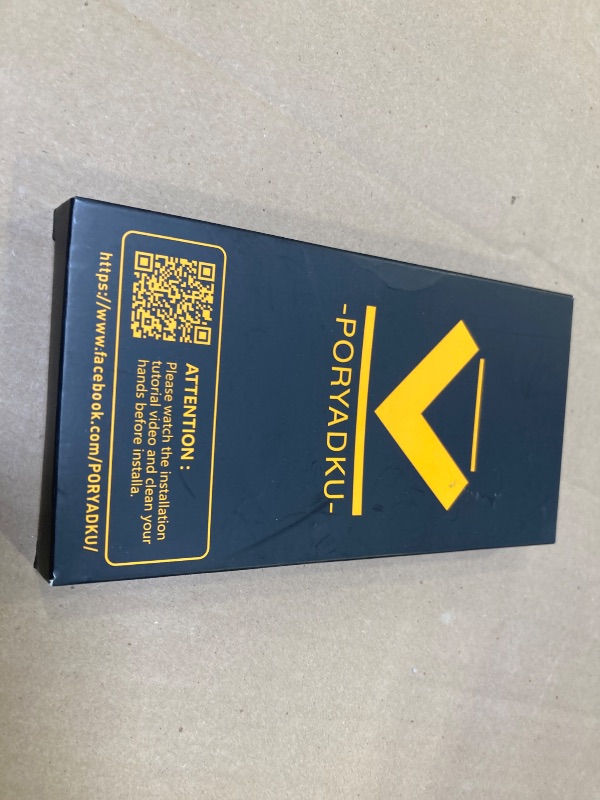 -PORYADKU-
ATTENTION :
Please watch the installation
tutorial video and clean your
hands before installa.
https://www.facebook.com/PORYADKU/